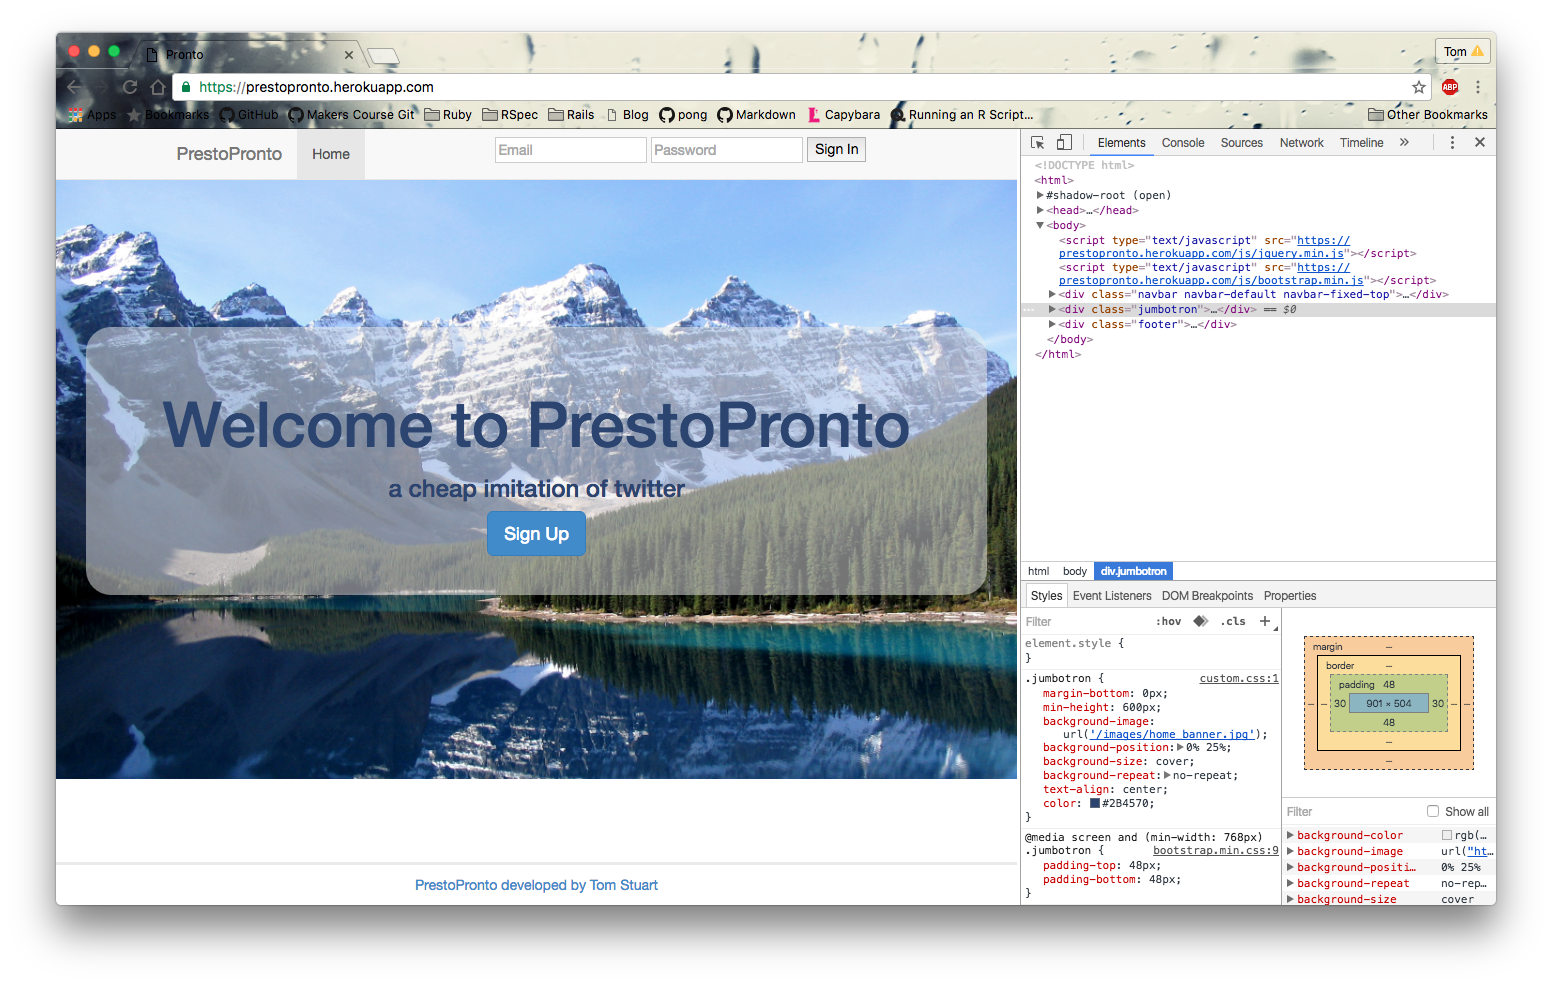 Pronto
Tom
https://prestopronto.herokuapp.com
ABP
Apps Bookmarks GitHub Makers Course Git Ruby RSpec Rails Blog pong Markdown Capybara Running an R Script... Other Bookmarks
PrestoPronto Home Email Password Sign In
Welcome to PrestoPronto
a cheap imitation of twitter
Sign Up
PrestoPronto developed by Tom Stuart
Elements Console Sources Network Timeline »
<!DOCTYPE html>
<html>
#shadow-root (open)
<head>…</head>
<body>
<script type="text/javascript" src="https://
prestopronto.herokuapp.com/js/jquery.min.js"></script>
<script type="text/javascript" src="https://
prestopronto.herokuapp.com/js/bootstrap.min.js"></script>
<div class="navbar navbar-default navbar-fixed-top">…</div>
<div class="jumbotron">…</div> == $0
<div class="footer">…</div>
</body>
</html>
html body div.jumbotron
Styles Event Listeners DOM Breakpoints Properties
Filter :hov .cls +
element.style {
}
.jumbotron { custom.css:1
margin-bottom: 0px;
min-height: 600px;
background-image:
url('/images/home_banner.jpg');
background-position: 0% 25%;
background-size: cover;
background-repeat: no-repeat;
text-align: center;
color: #2B4570;
}
@media screen and (min-width: 768px)
.jumbotron { bootstrap.min.css:9
padding-top: 48px;
padding-bottom: 48px;
}
margin –
border –
padding 48
– – 30 901 × 504 30 – –
48
–
–
Filter Show all
background-color rgb(…
background-image url("ht…
background-positi… 0% 25%
background-repeat no-rep…
background-size cover